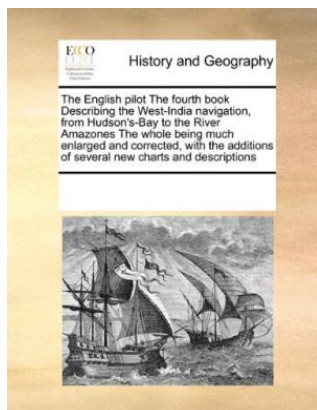 ECCO
History and Geography
The English pilot The fourth book
Describing the West-India navigation,
from Hudson's-Bay to the River
Amazones The whole being much
enlarged and corrected, with the additions
of several new charts and descriptions